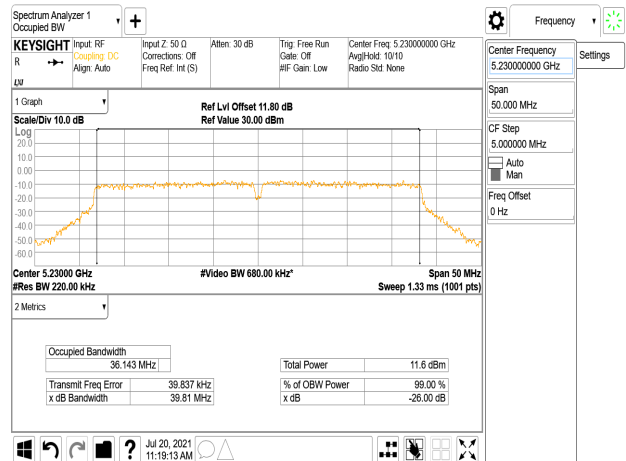 Spectrum Analyzer 1
Occupied BW
Frequency
KEYSIGHT
R
Input: RF
Coupling: DC
Align: Auto
Input Z: 50 Ω
Corrections: Off
Freq Ref: Int (S)
Atten: 30 dB
Trig: Free Run
Gate: Off
#IF Gain: Low
Center Freq: 5.230000000 GHz
Avg|Hold: 10/10
Radio Std: None
Center Frequency
5.230000000 GHz
Settings
Span
50.000 MHz
CF Step
5.000000 MHz
Auto
Man
Freq Offset
0 Hz
1 Graph
Ref Lvl Offset 11.80 dB
Scale/Div 10.0 dB
Ref Value 30.00 dBm
Log
20.0
10.0
0.00
-10.0
-20.0
-30.0
-40.0
-50.0
-60.0
Center 5.23000 GHz
#Video BW 680.00 kHz*
Span 50 MHz
#Res BW 220.00 kHz
Sweep 1.33 ms (1001 pts)
2 Metrics
Occupied Bandwidth
36.143 MHz
Total Power 11.6 dBm
Transmit Freq Error 39.837 kHz
% of OBW Power 99.00 %
x dB Bandwidth 39.81 MHz
x dB -26.00 dB
?
Jul 20, 2021
11:19:13 AM